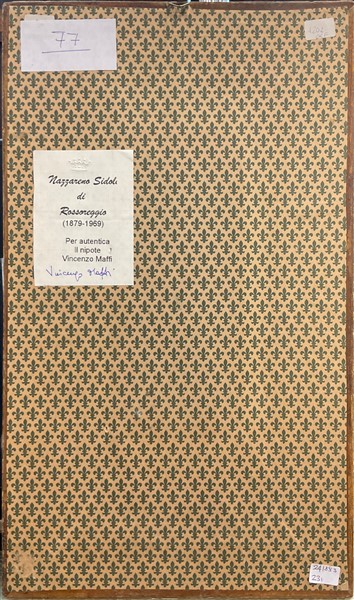 77
Nazzareno Sidoli
di
Rossoreggio
(1879-1969)
Per autentica
Il nipote
Vincenzo Maffi
Vincenzo Maffi